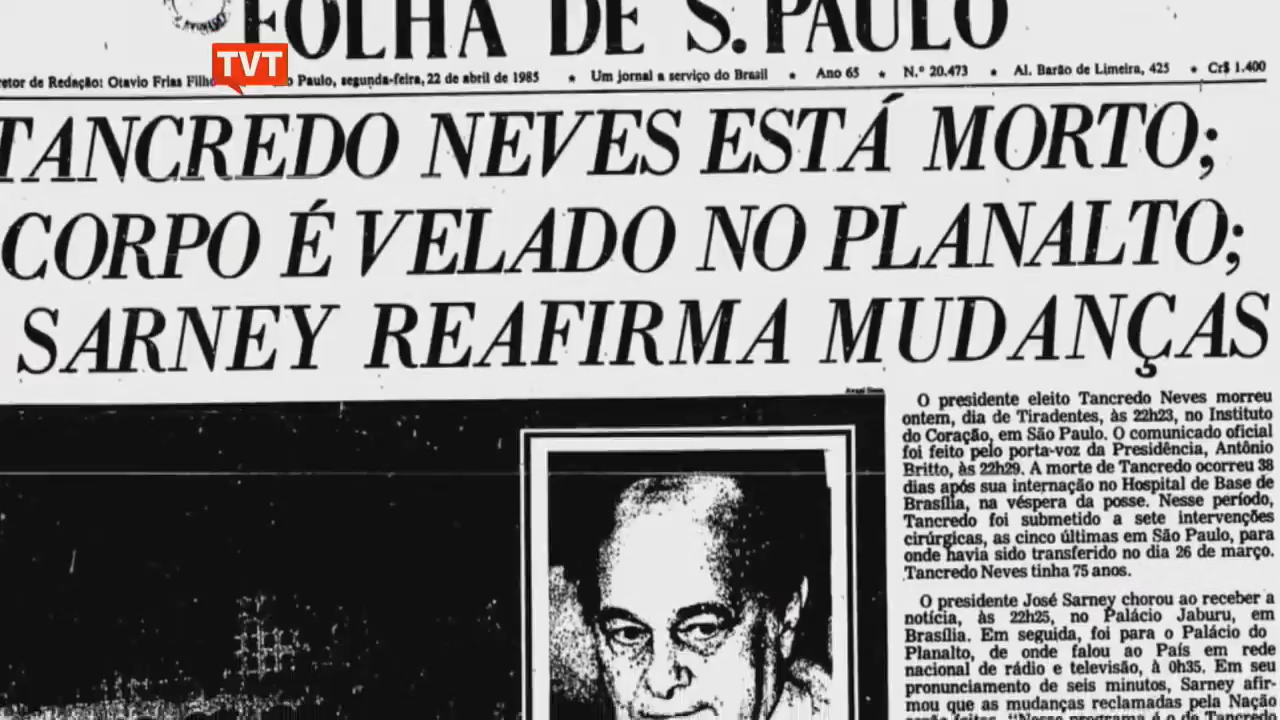 FOLHA DE S. PAULO
TVT
retor de Redação: Otavio Frias Filho Paulo, segunda-feira, 22 de abril de 1985 ★ Um jornal a serviço do Brasil ★ Ano 65 ★ N.º 20.473 ★ Al. Barão de Limeira, 425 ★ Cr$ 1.400
TANCREDO NEVES ESTÁ MORTO;
CORPO É VELADO NO PLANALTO;
SARNEY REAFIRMA MUDANÇAS
O presidente eleito Tancredo Neves morreu
ontem, dia de Tiradentes, às 22h23, no Instituto
do Coração, em São Paulo. O comunicado oficial
foi feito pelo porta-voz da Presidência, Antônio
Britto, às 22h29. A morte de Tancredo ocorreu 38
dias após sua internação no Hospital de Base de
Brasília, na véspera da posse. Nesse período,
Tancredo foi submetido a sete intervenções
cirúrgicas, as cinco últimas em São Paulo, para
onde havia sido transferido no dia 26 de março.
Tancredo Neves tinha 75 anos.
O presidente José Sarney chorou ao receber a
notícia, às 22h25, no Palácio Jaburu, em
Brasília. Em seguida, foi para o Palácio do
Planalto, de onde falou ao País em rede
nacional de rádio e televisão, à 0h35. Em seu
pronunciamento de seis minutos, Sarney afir-
mou que as mudanças reclamadas pela Nação